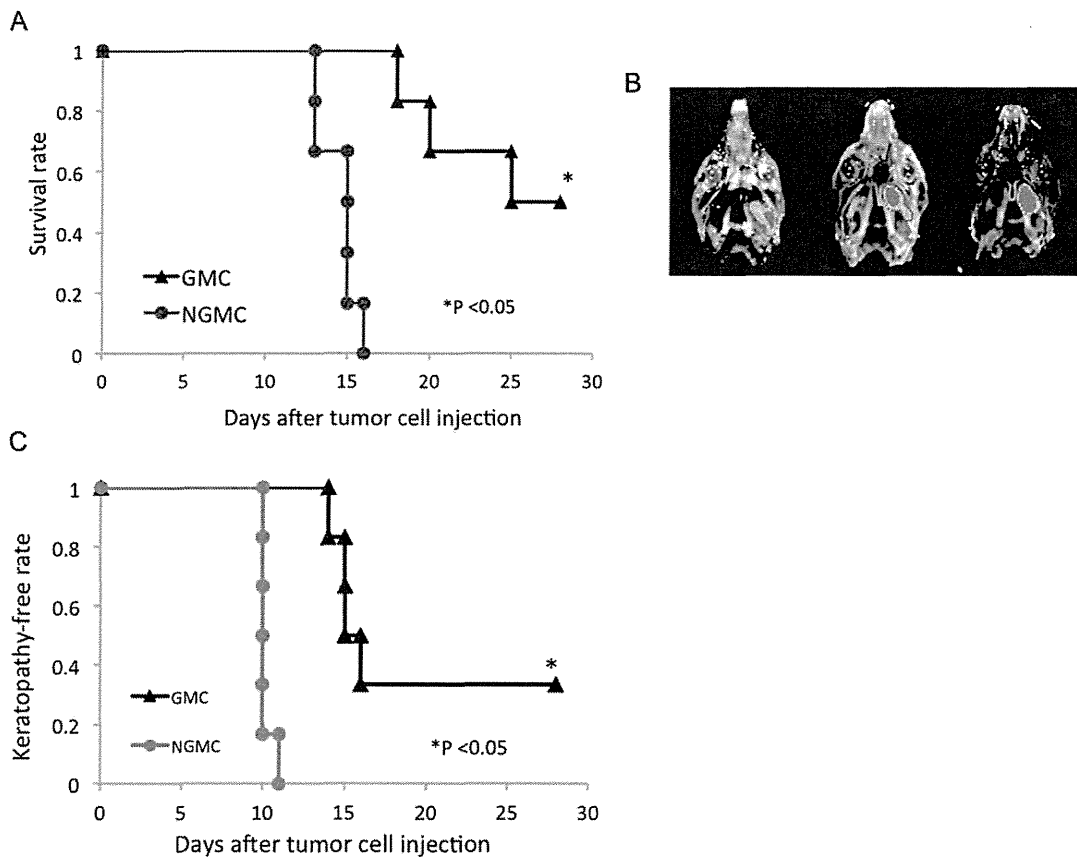 A
Survival rate
1
0.8
0.6
0.4
0.2
0
GMC
NGMC
*
*P <0.05
0 5 10 15 20 25 30
Days after tumor cell injection
B
C
Keratopathy-free rate
1
0.8
0.6
0.4
0.2
0
GMC
NGMC
*
*P <0.05
0 5 10 15 20 25 30
Days after tumor cell injection